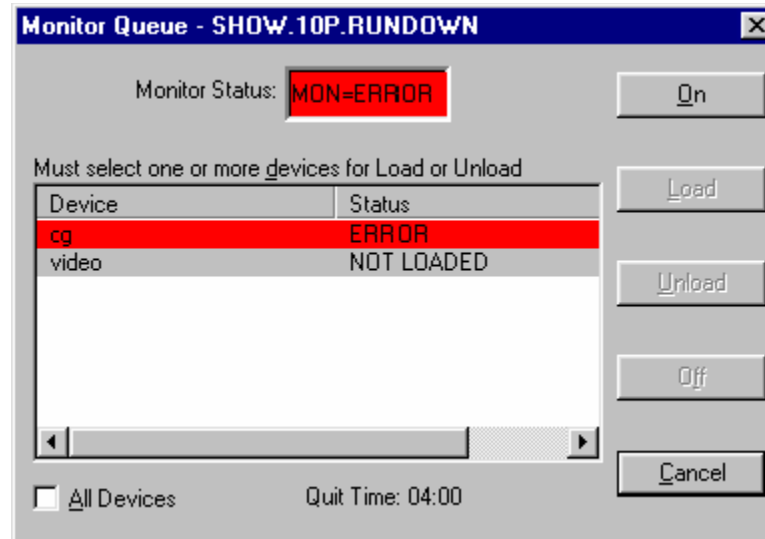 Monitor Queue - SHOW.10P.RUNDOWN
Monitor Status: MON=ERROR
On
Must select one or more devices for Load or Unload
Load
Device Status
cg ERROR
video NOT LOADED
Unload
Off
Cancel
All Devices Quit Time: 04:00